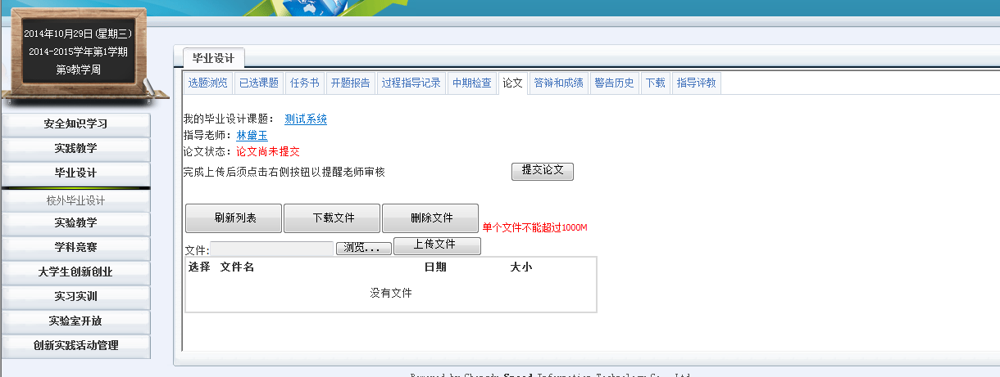 2014年10月29日(星期三)
2014-2015学年第1学期
第9教学周
安全知识学习
实践教学
毕业设计
校外毕业设计
实验教学
学科竞赛
大学生创新创业
实习实训
实验室开放
创新实践活动管理
毕业设计
选题浏览 已选课题 任务书 开题报告 过程指导记录 中期检查 论文 答辩和成绩 警告历史 下载 指导评教
我的毕业设计课题： 测试系统
指导老师：林黛玉
论文状态：论文尚未提交
完成上传后须点击右侧按钮以提醒老师审核 提交论文
刷新列表 下载文件 删除文件 单个文件不能超过1000M
文件: 浏览... 上传文件
选择 文件名 日期 大小
没有文件